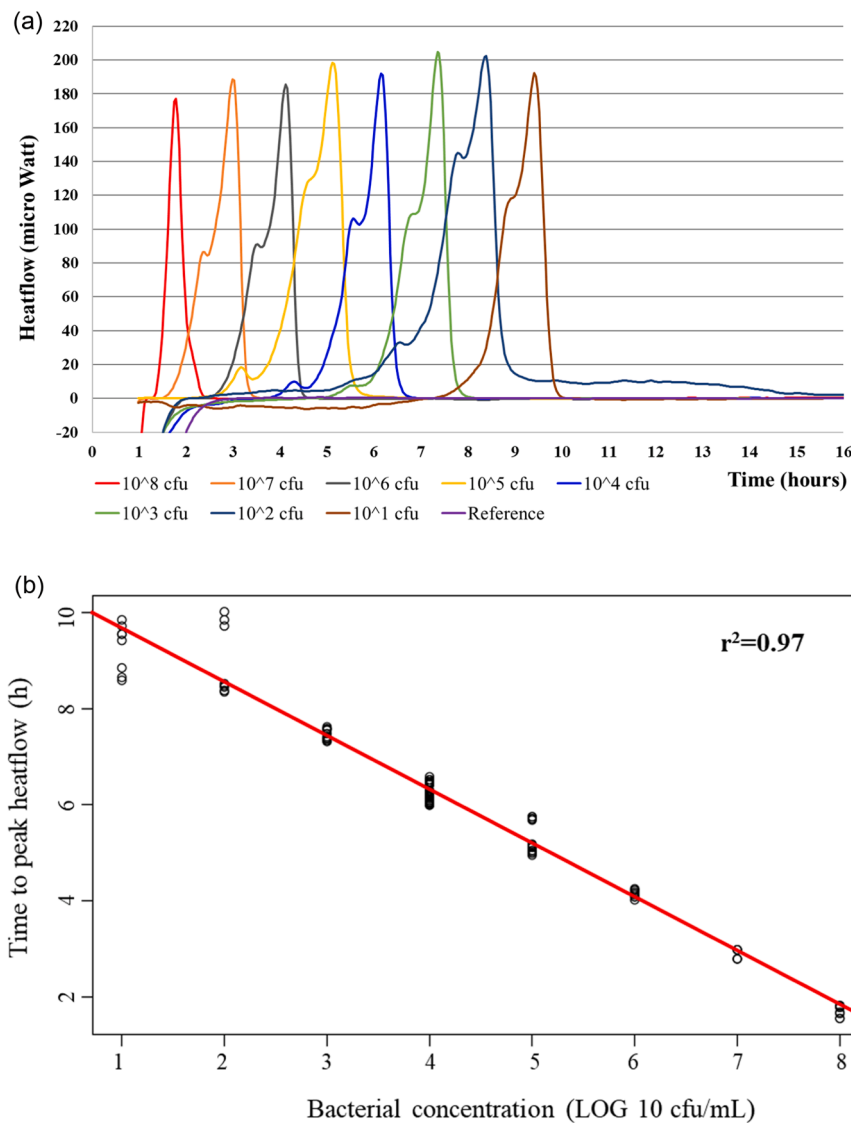 (a)
220
200
180
160
140
120
100
80
60
40
20
0
-20
Heatflow (micro Watt)
0 1 2 3 4 5 6 7 8 9 10 11 12 13 14 15 16
Time (hours)
10^8 cfu 10^7 cfu 10^6 cfu 10^5 cfu 10^4 cfu
10^3 cfu 10^2 cfu 10^1 cfu Reference
(b)
r²=0.97
10
8
6
4
2
Time to peak heatflow (h)
1 2 3 4 5 6 7 8
Bacterial concentration (LOG 10 cfu/mL)